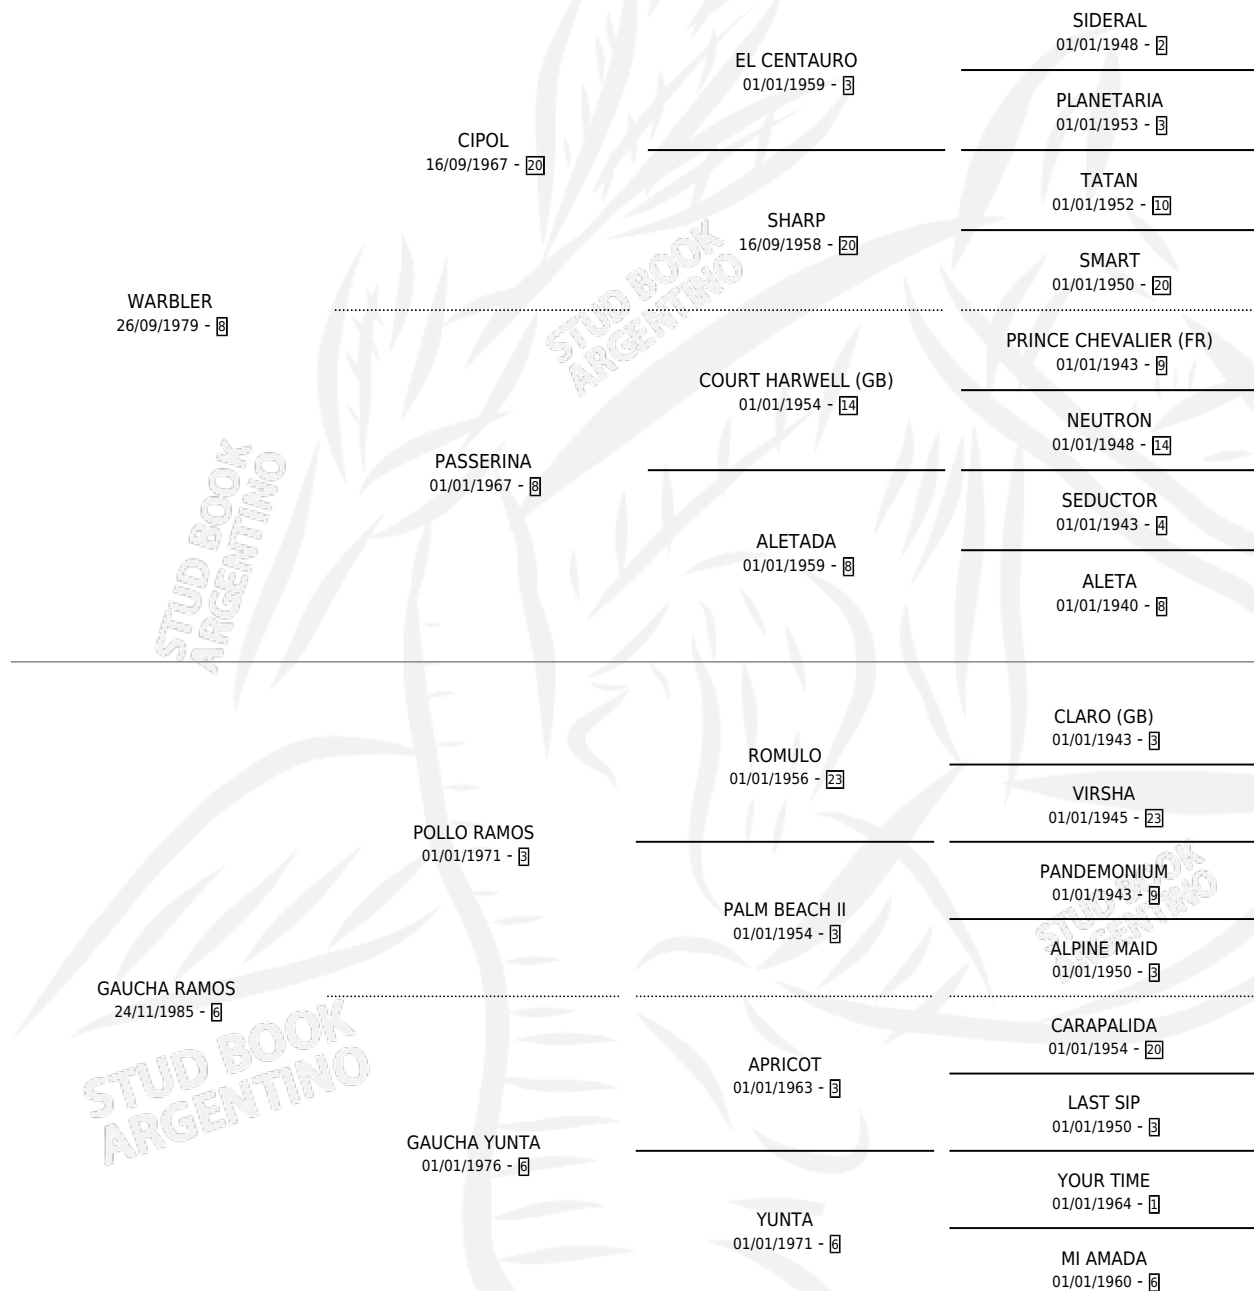 SIDERAL
01/01/1948 - 2
EL CENTAURO
01/01/1959 - 3
PLANETARIA
01/01/1953 - 3
CIPOL
16/09/1967 - 20
TATAN
01/01/1952 - 10
SHARP
16/09/1958 - 20
SMART
01/01/1950 - 20
WARBLER
26/09/1979 - 8
PRINCE CHEVALIER (FR)
01/01/1943 - 9
COURT HARWELL (GB)
01/01/1954 - 14
NEUTRON
01/01/1948 - 14
PASSERINA
01/01/1967 - 8
SEDUCTOR
01/01/1943 - 4
ALETADA
01/01/1959 - 8
ALETA
01/01/1940 - 8
CLARO (GB)
01/01/1943 - 3
ROMULO
01/01/1956 - 23
VIRSHA
01/01/1945 - 23
POLLO RAMOS
01/01/1971 - 3
PANDEMONIUM
01/01/1943 - 9
PALM BEACH II
01/01/1954 - 3
ALPINE MAID
01/01/1950 - 3
GAUCHA RAMOS
24/11/1985 - 6
CARAPALIDA
01/01/1954 - 20
APRICOT
01/01/1963 - 3
LAST SIP
01/01/1950 - 3
GAUCHA YUNTA
01/01/1976 - 6
YOUR TIME
01/01/1964 - 1
YUNTA
01/01/1971 - 6
MI AMADA
01/01/1960 - 6
STUD BOOK
ARGENTINO
STUD BOOK
ARGENTINO
STUD BOOK
ARGENTINO
STUD BOOK
ARGENTINO